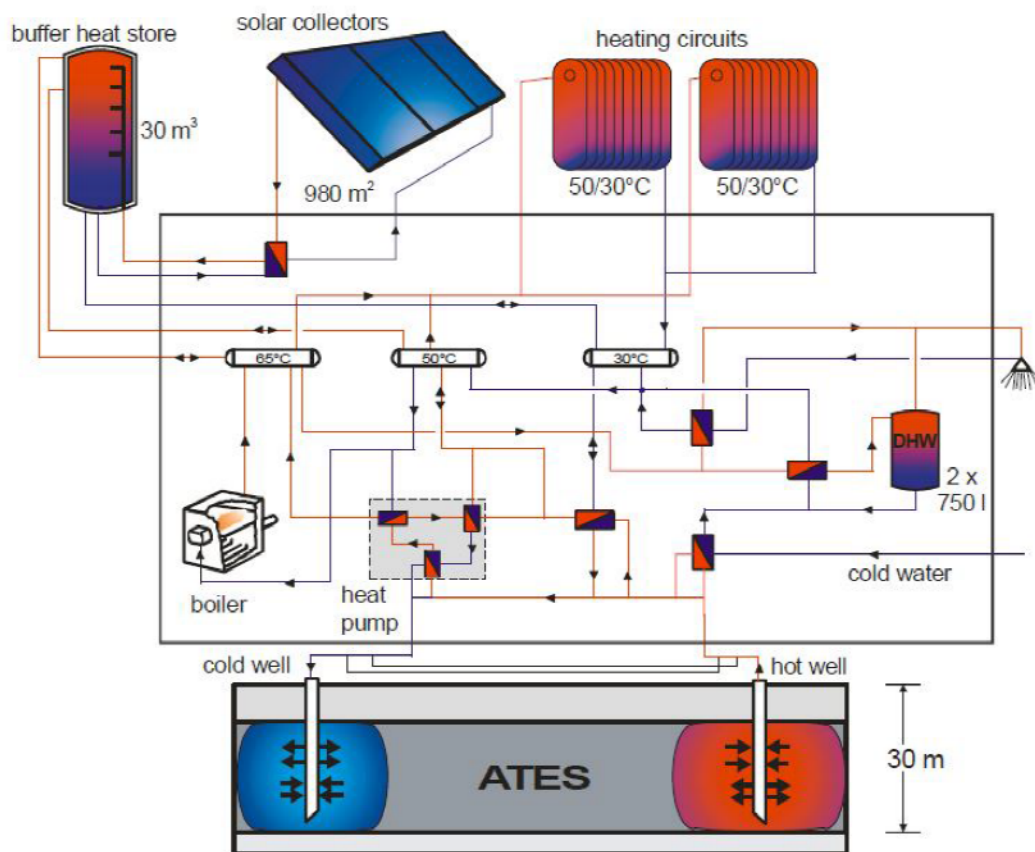 solar collectors
buffer heat store
heating circuits
30 m³
980 m²
50/30°C
50/30°C
65°C
50°C
30°C
DHW
2 x
750 l
boiler
heat
pump
cold water
cold well
hot well
ATES
30 m